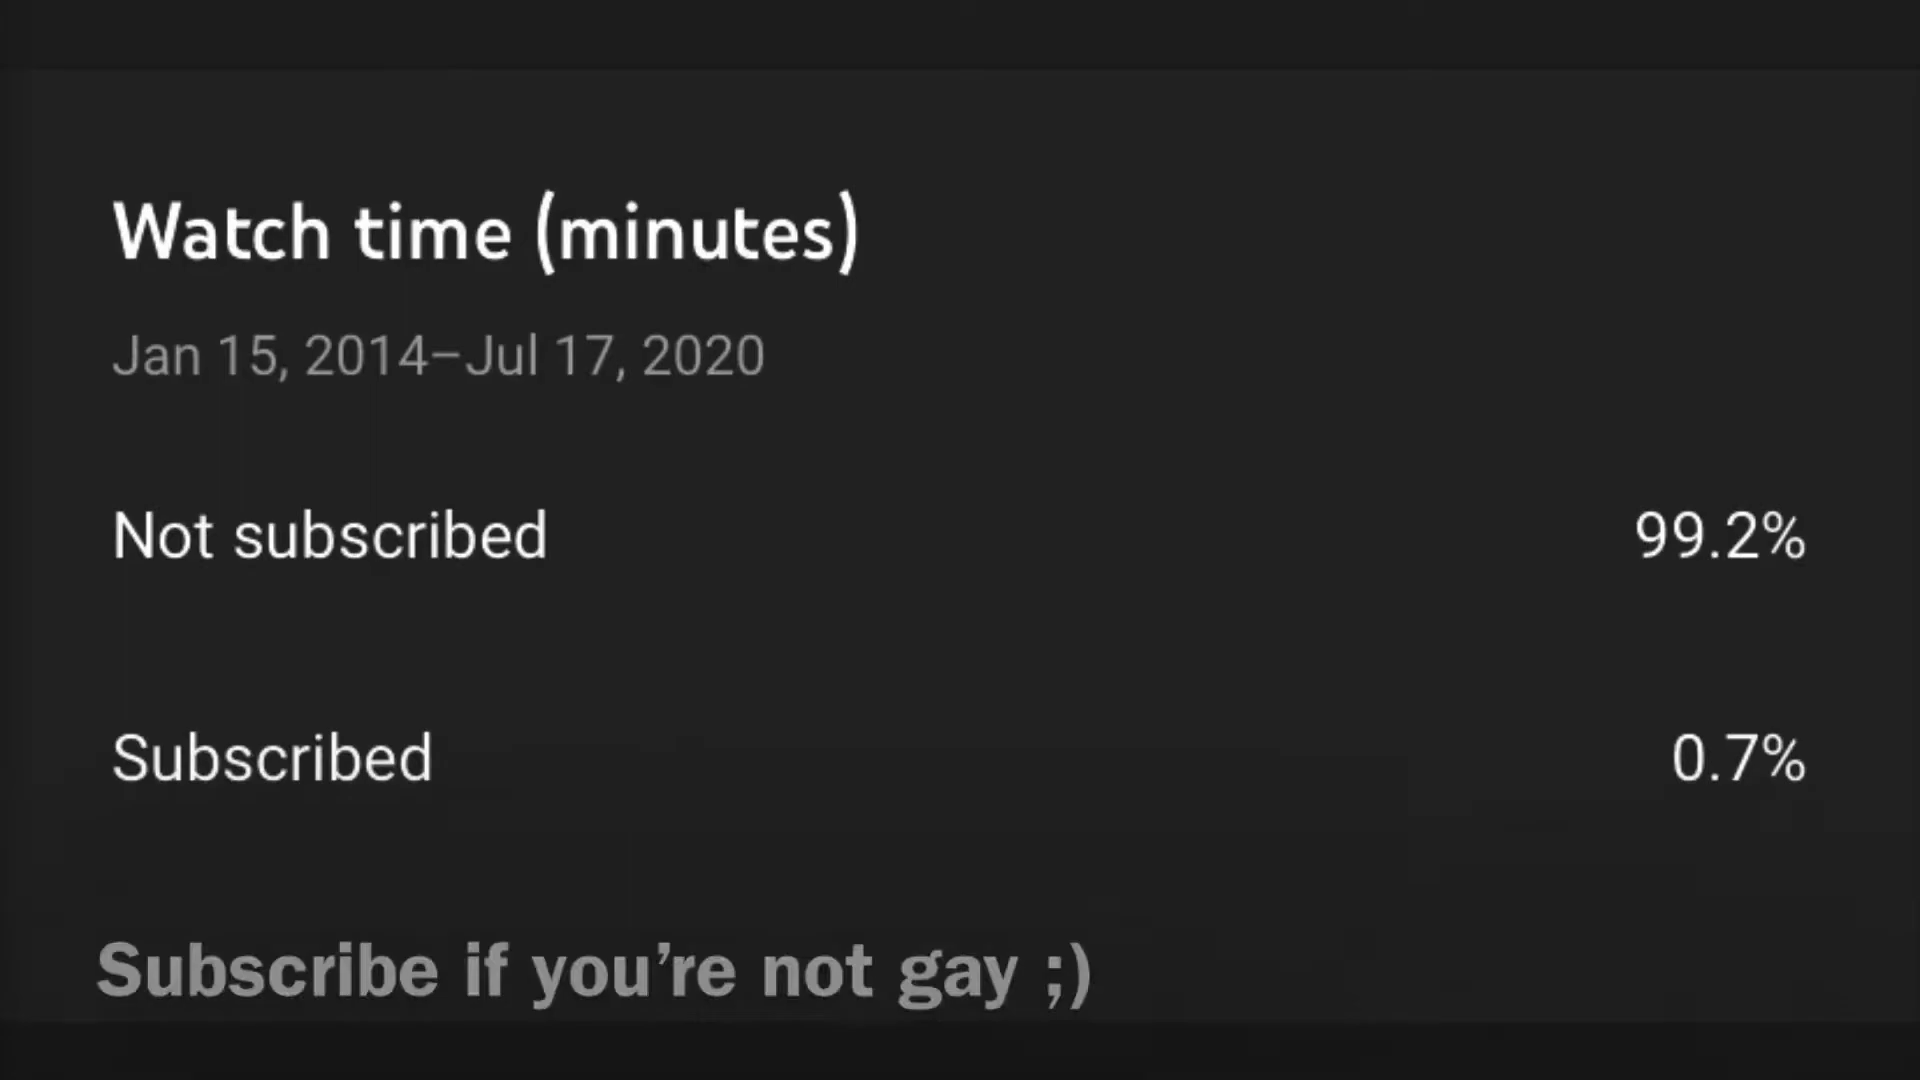 Watch time (minutes)
Jan 15, 2014–Jul 17, 2020
Not subscribed 99.2%
Subscribed 0.7%
Subscribe if you’re not gay ;)